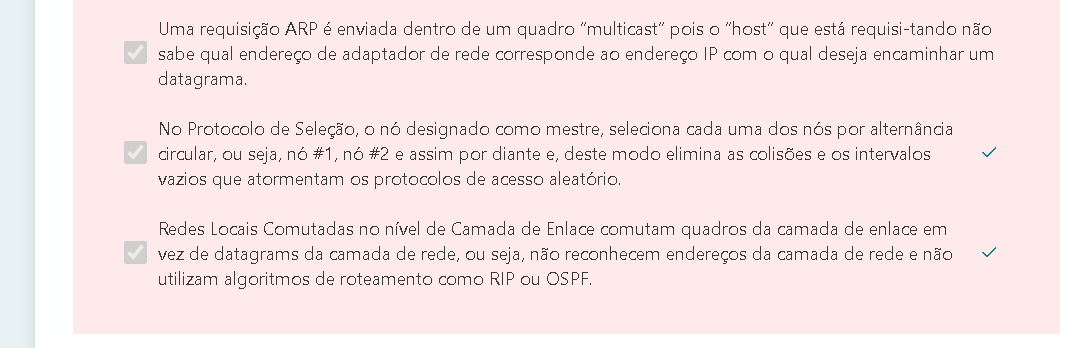 Uma requisição ARP é enviada dentro de um quadro "multicast" pois o "host" que está requisi-tando não
sabe qual endereço de adaptador de rede corresponde ao endereço IP com o qual deseja encaminhar um
datagrama.
No Protocolo de Seleção, o nó designado como mestre, seleciona cada uma dos nós por alternância
circular, ou seja, nó #1, nó #2 e assim por diante e, deste modo elimina as colisões e os intervalos
vazios que atormentam os protocolos de acesso aleatório.
Redes Locais Comutadas no nível de Camada de Enlace comutam quadros da camada de enlace em
vez de datagrams da camada de rede, ou seja, não reconhecem endereços da camada de rede e não
utilizam algoritmos de roteamento como RIP ou OSPF.